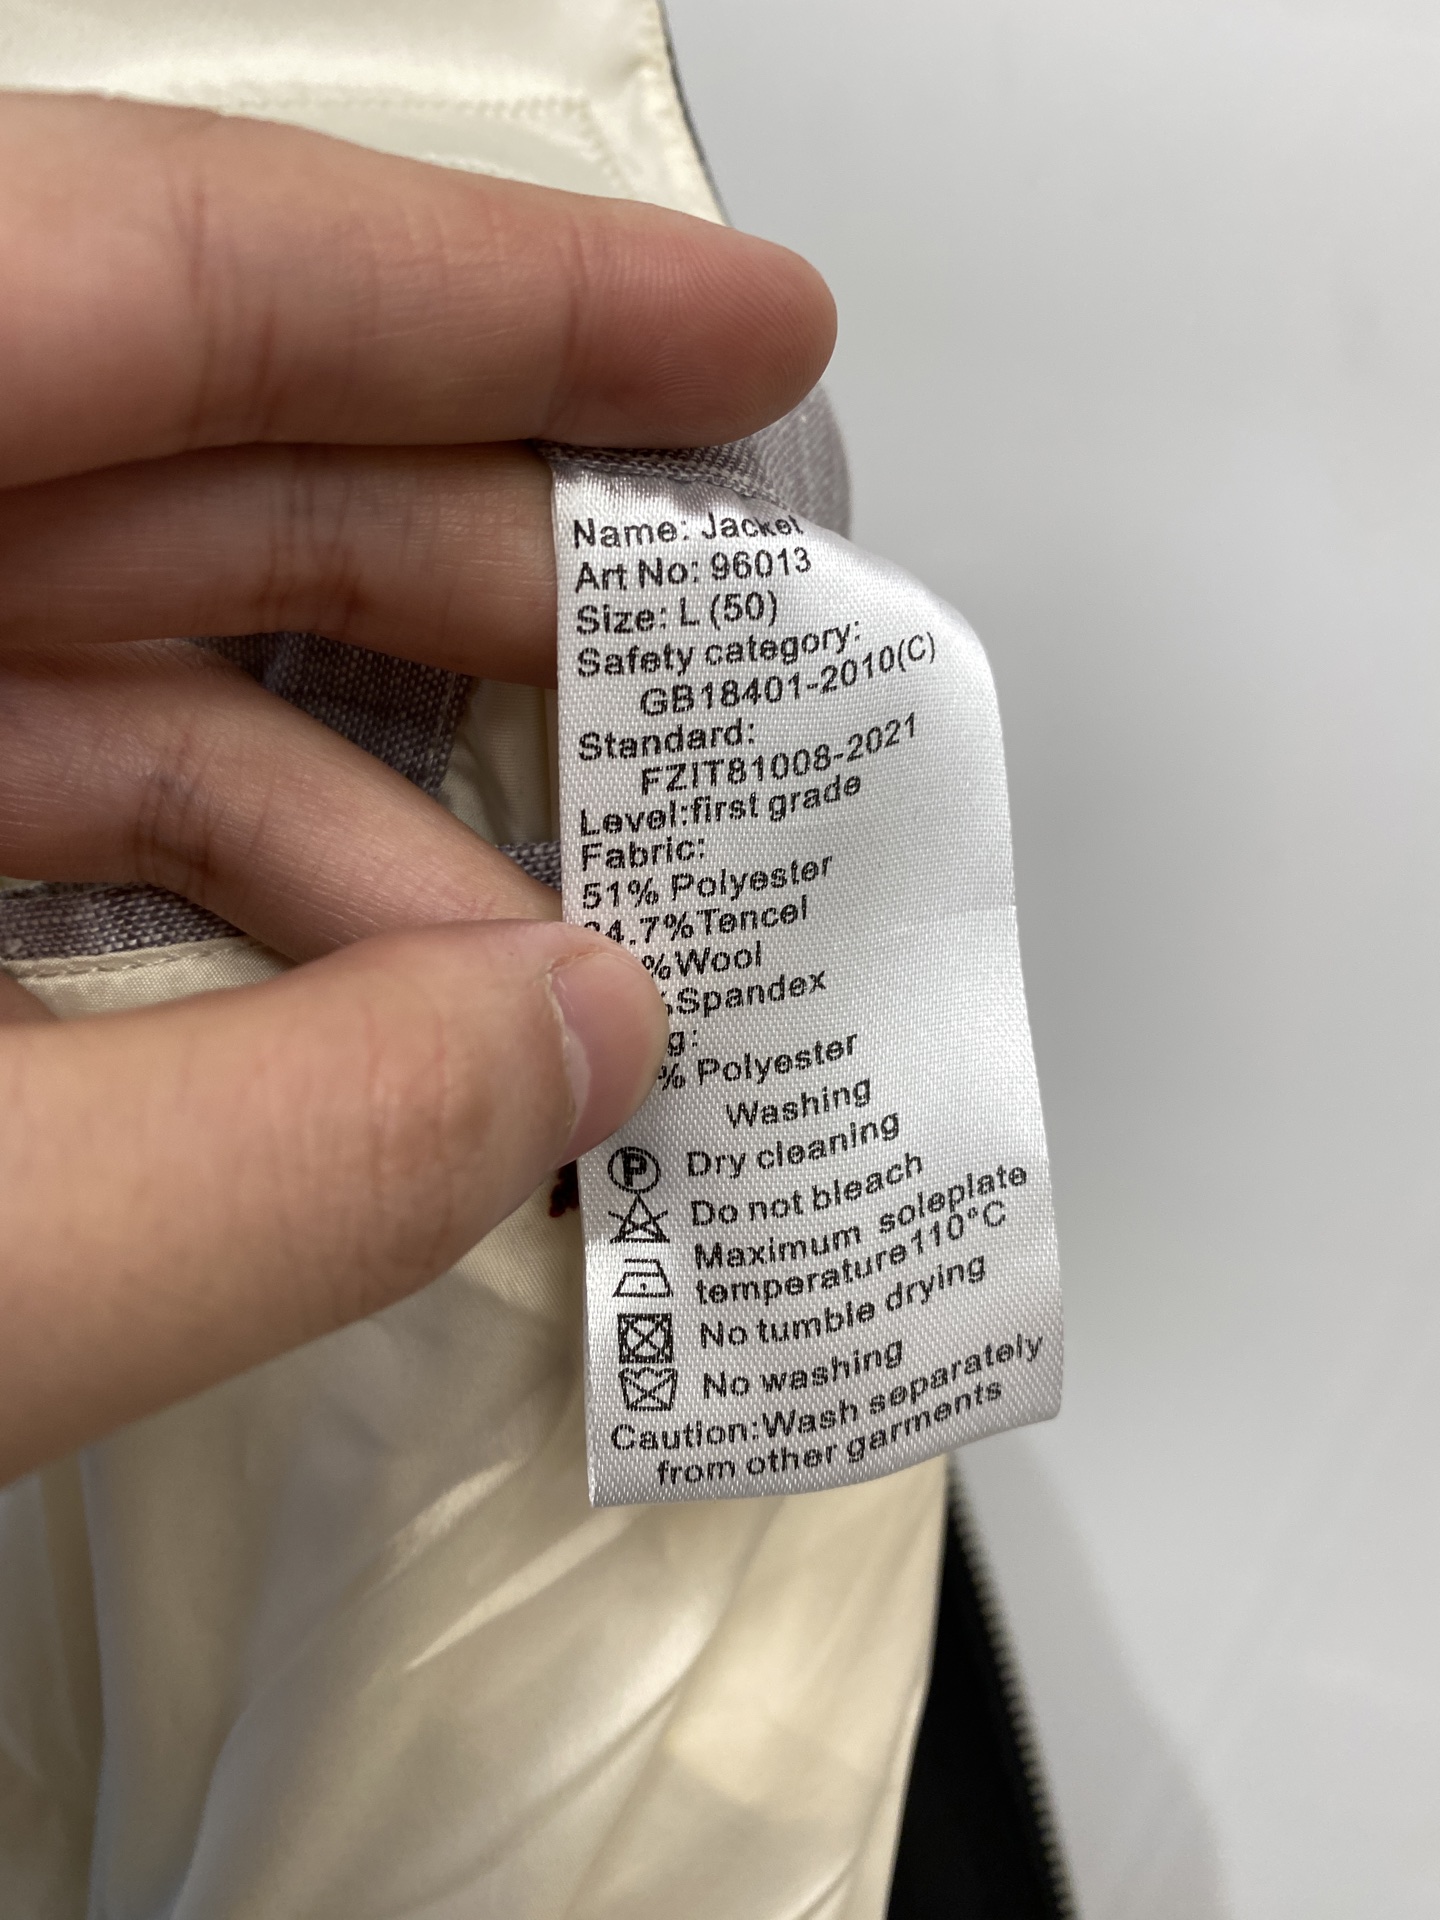 Name: Jacket
Art No: 96013
Size: L (50)
Safety category:
GB18401-2010(C)
Standard:
FZIT81008-2021
Level:first grade
Fabric:
51% Polyester
4.7%Tencel
%Wool
%Spandex
g:
% Polyester
Washing
P Dry cleaning
Do not bleach
Maximum soleplate
temperature110°C
No tumble drying
No washing
Caution:Wash separately
from other garments